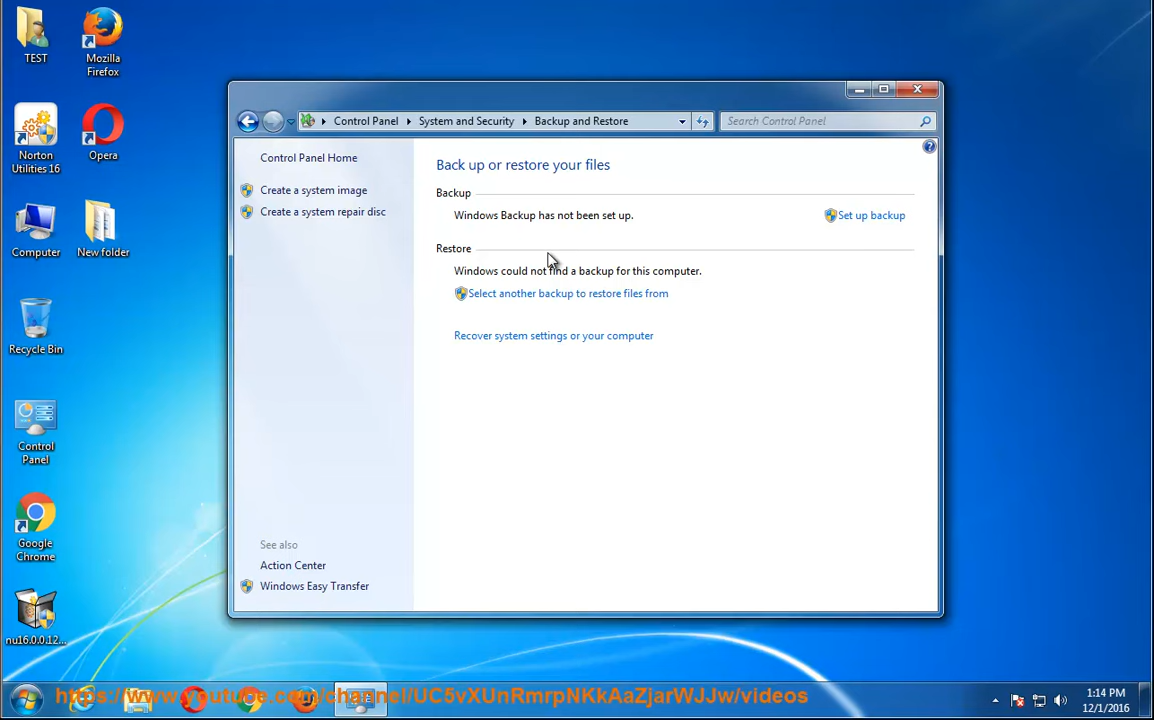 TEST
Mozilla
Firefox
Norton
Utilities 16
Opera
Computer
New folder
Recycle Bin
Control
Panel
Google
Chrome
nu16.0.0.12...
Control Panel
System and Security
Backup and Restore
Search Control Panel
Control Panel Home
Create a system image
Create a system repair disc
See also
Action Center
Windows Easy Transfer
Back up or restore your files
Backup
Windows Backup has not been set up.
Set up backup
Restore
Windows could not find a backup for this computer.
Select another backup to restore files from
Recover system settings or your computer
https://www.youtube.com/channel/UC5vXUnRmrpNKkAaZjarWJJw/videos
1:14 PM
12/1/2016